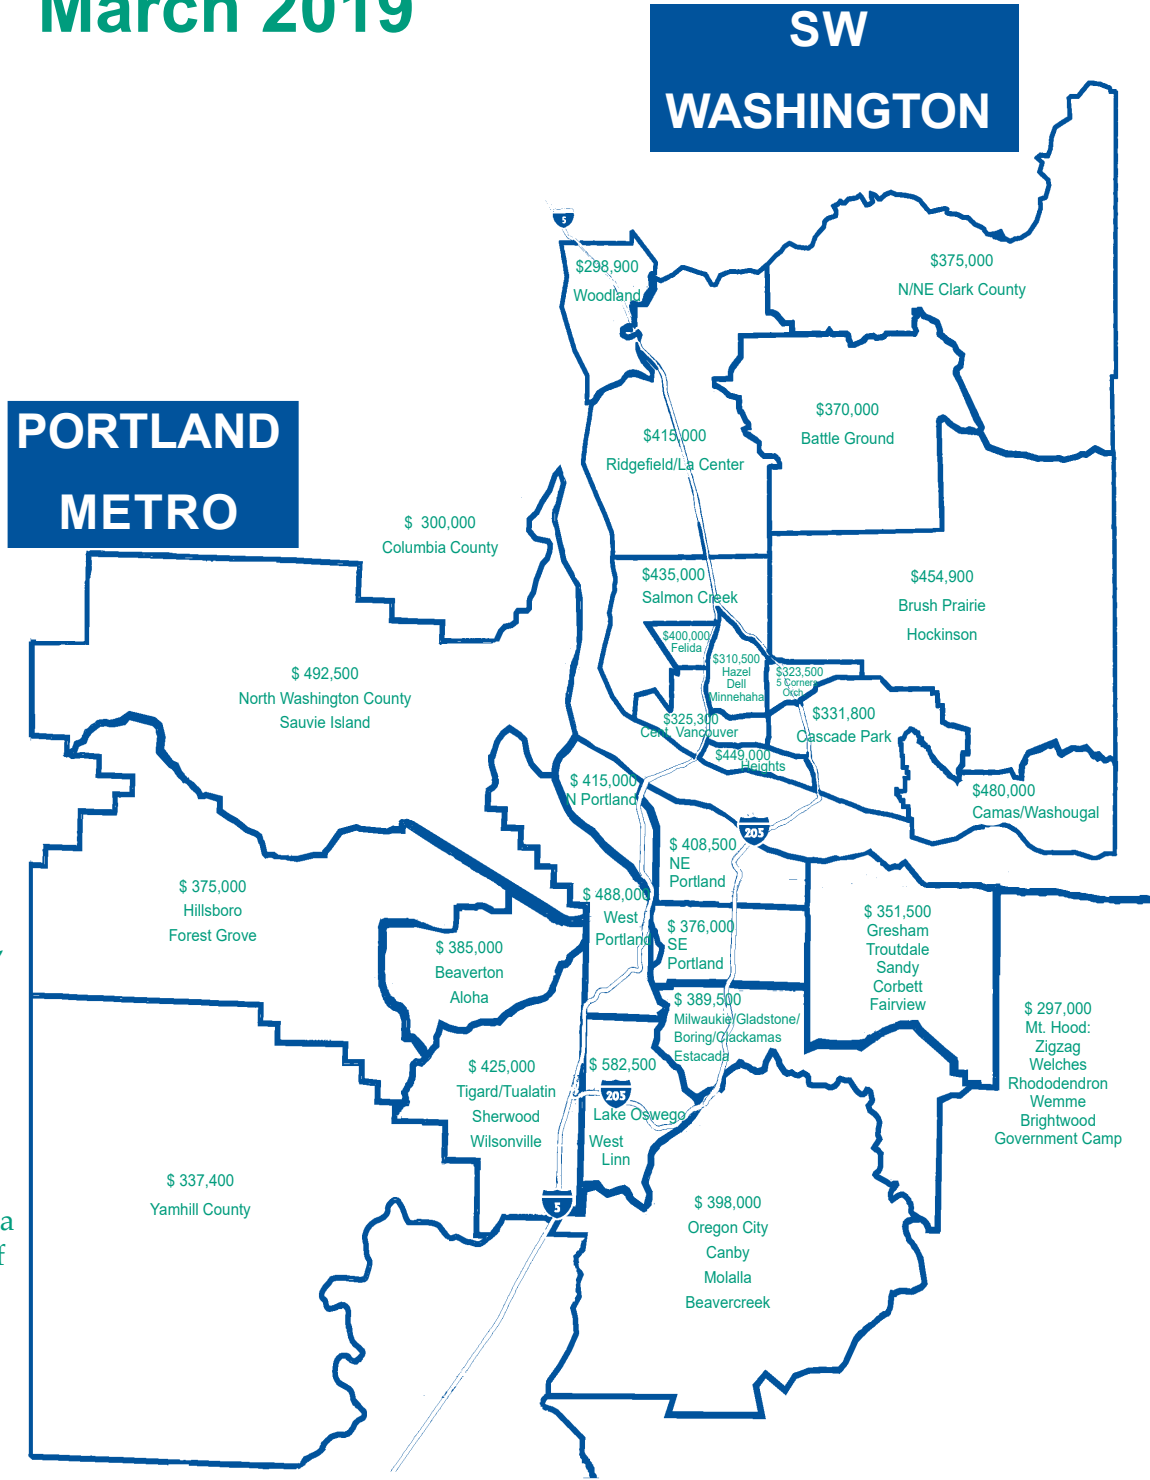 March 2019
SW
WASHINGTON
5
$375,000
N/NE Clark County
$298,900
Woodland
PORTLAND
METRO
$370,000
Battle Ground
$415,000
Ridgefield/La Center
$ 300,000
Columbia County
$435,000
Salmon Creek
$454,900
Brush Prairie
Hockinson
$400,000
Felida
$310,500
Hazel
Dell
Minnehaha
$323,500
5 Corners
Orch.
$ 492,500
North Washington County
Sauvie Island
$325,300
Cent. Vancouver
$331,800
Cascade Park
$449,000
Heights
$480,000
Camas/Washougal
$ 415,000
N Portland
205
$ 408,500
NE
Portland
$ 375,000
Hillsboro
Forest Grove
$ 488,000
West
Portland
$ 376,000
SE
Portland
$ 351,500
Gresham
Troutdale
Sandy
Corbett
Fairview
$ 385,000
Beaverton
Aloha
$ 389,500
Milwaukie/Gladstone/
Boring/Clackamas
Estacada
$ 297,000
Mt. Hood:
Zigzag
Welches
Rhododendron
Wemme
Brightwood
Government Camp
$ 425,000
Tigard/Tualatin
Sherwood
Wilsonville
$ 582,500
205
Lake Oswego
West
Linn
$ 337,400
Yamhill County
5
$ 398,000
Oregon City
Canby
Molalla
Beavercreek
a
f